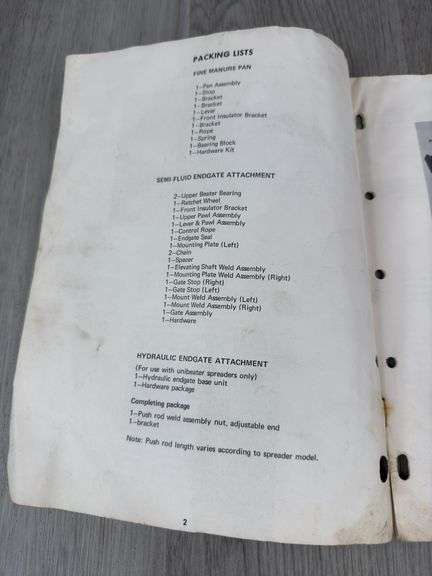 PACKING LISTS
FINE MANURE PAN
1—Pan Assembly
1—Stop
1—Bracket
1—Bracket
1—Lever
1—Front Insulator Bracket
1—Bracket
1—Rope
1—Spring
1—Bearing Block
1—Hardware Kit
SEMI-FLUID ENDGATE ATTACHMENT
2—Upper Beater Bearing
1—Ratchet Wheel
1—Front Insulator Bracket
1—Upper Pawl Assembly
1—Lever & Pawl Assembly
1—Control Rope
1—Endgate Seal
1—Mounting Plate (Left)
2—Chain
1—Spacer
1—Elevating Shaft Weld Assembly
1—Mounting Plate Weld Assembly (Right)
1—Gate Stop (Right)
1—Gate Stop (Left)
1—Mount Weld Assembly (Left)
1—Mount Weld Assembly (Right)
1—Gate Assembly
1—Hardware
HYDRAULIC ENDGATE ATTACHMENT
(For use with unibeater spreaders only)
1—Hydraulic endgate base unit
1—Hardware package
Completing package
1—Push rod weld assembly nut, adjustable end
1—bracket
Note: Push rod length varies according to spreader model.
2